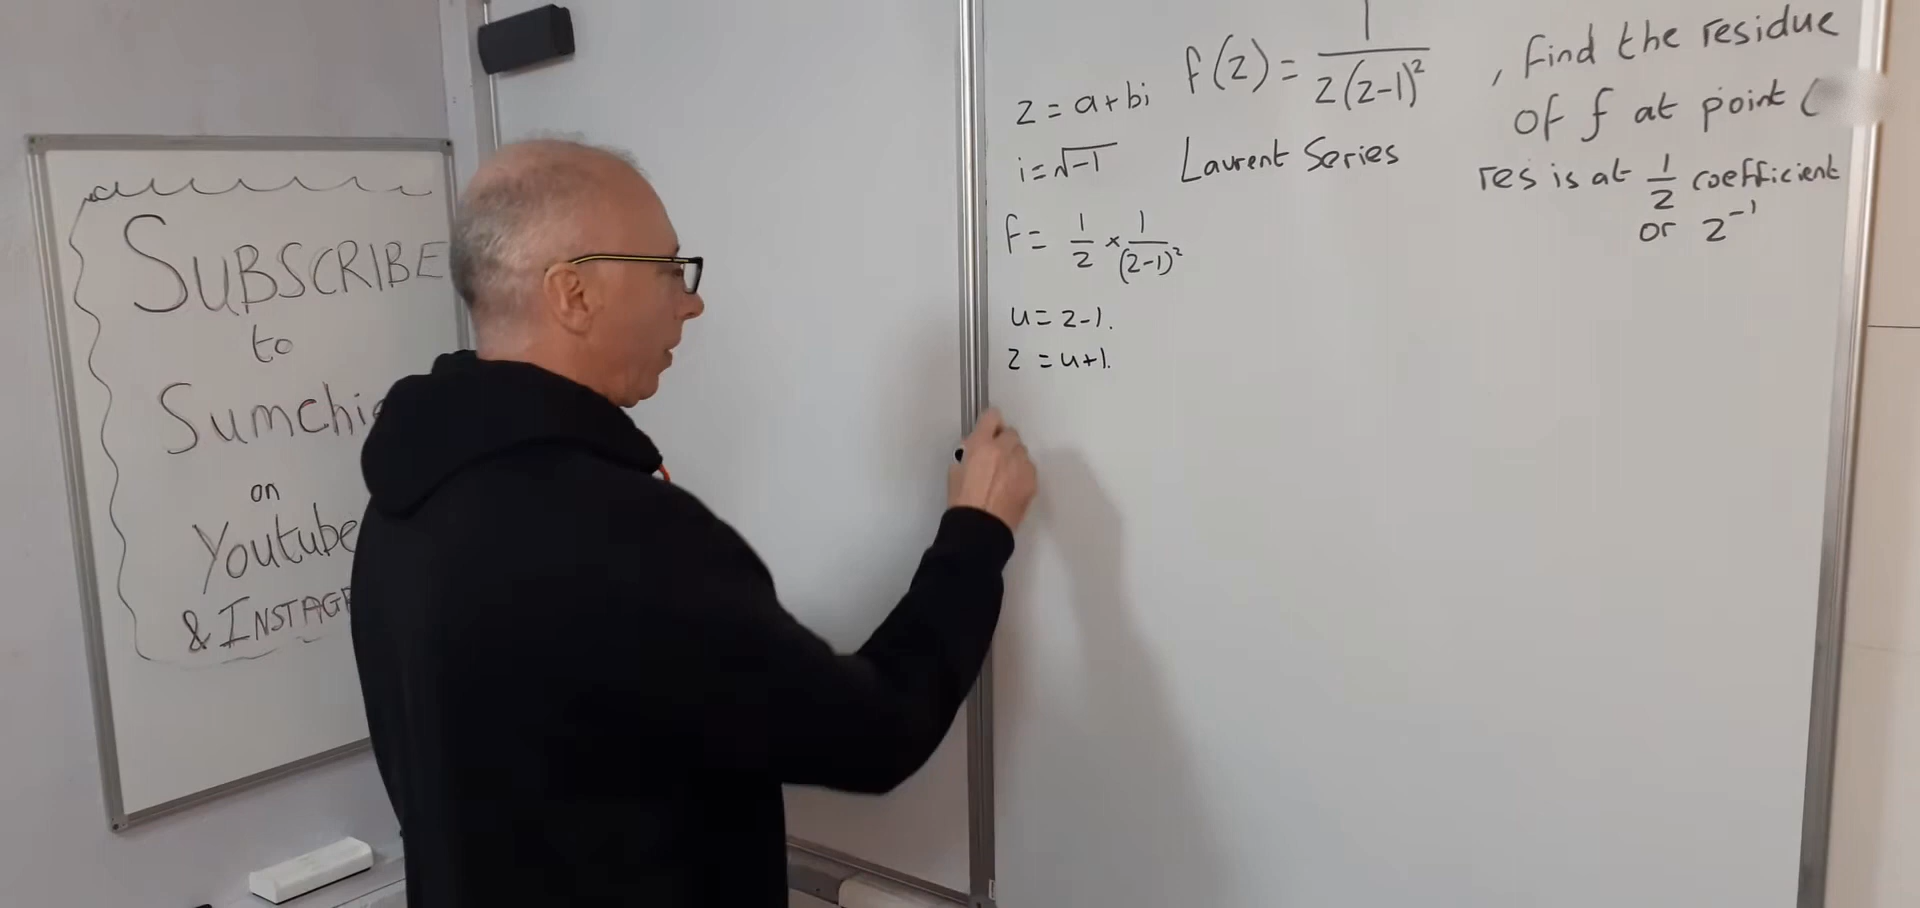 SUBSCRIBE
to
Sumchi
on
Youtube
& INSTAGR
z = a+bi
i = √-1
f(z) = 1/z(z-1)²
, find the residue
of f at point (
Laurent Series
res is at 1/z coefficient
or z⁻¹
f = 1/z × 1/(z-1)²
u = z-1.
z = u+1.